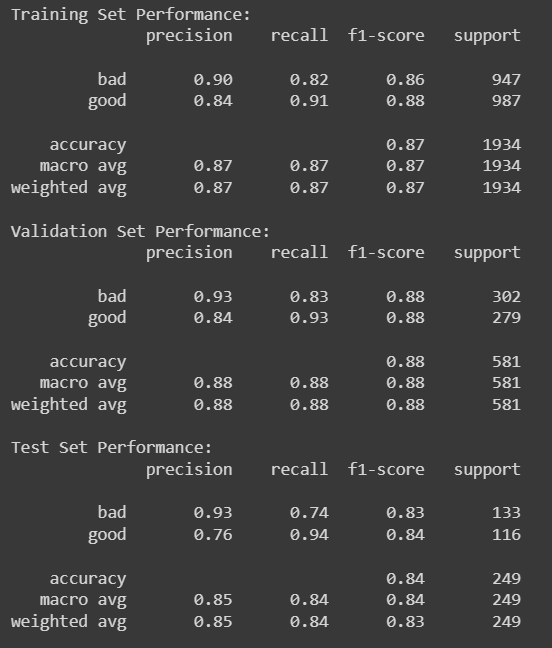 Training Set Performance:
precision recall f1-score support
bad 0.90 0.82 0.86 947
good 0.84 0.91 0.88 987
accuracy 0.87 1934
macro avg 0.87 0.87 0.87 1934
weighted avg 0.87 0.87 0.87 1934
Validation Set Performance:
precision recall f1-score support
bad 0.93 0.83 0.88 302
good 0.84 0.93 0.88 279
accuracy 0.88 581
macro avg 0.88 0.88 0.88 581
weighted avg 0.88 0.88 0.88 581
Test Set Performance:
precision recall f1-score support
bad 0.93 0.74 0.83 133
good 0.76 0.94 0.84 116
accuracy 0.84 249
macro avg 0.85 0.84 0.84 249
weighted avg 0.85 0.84 0.83 249